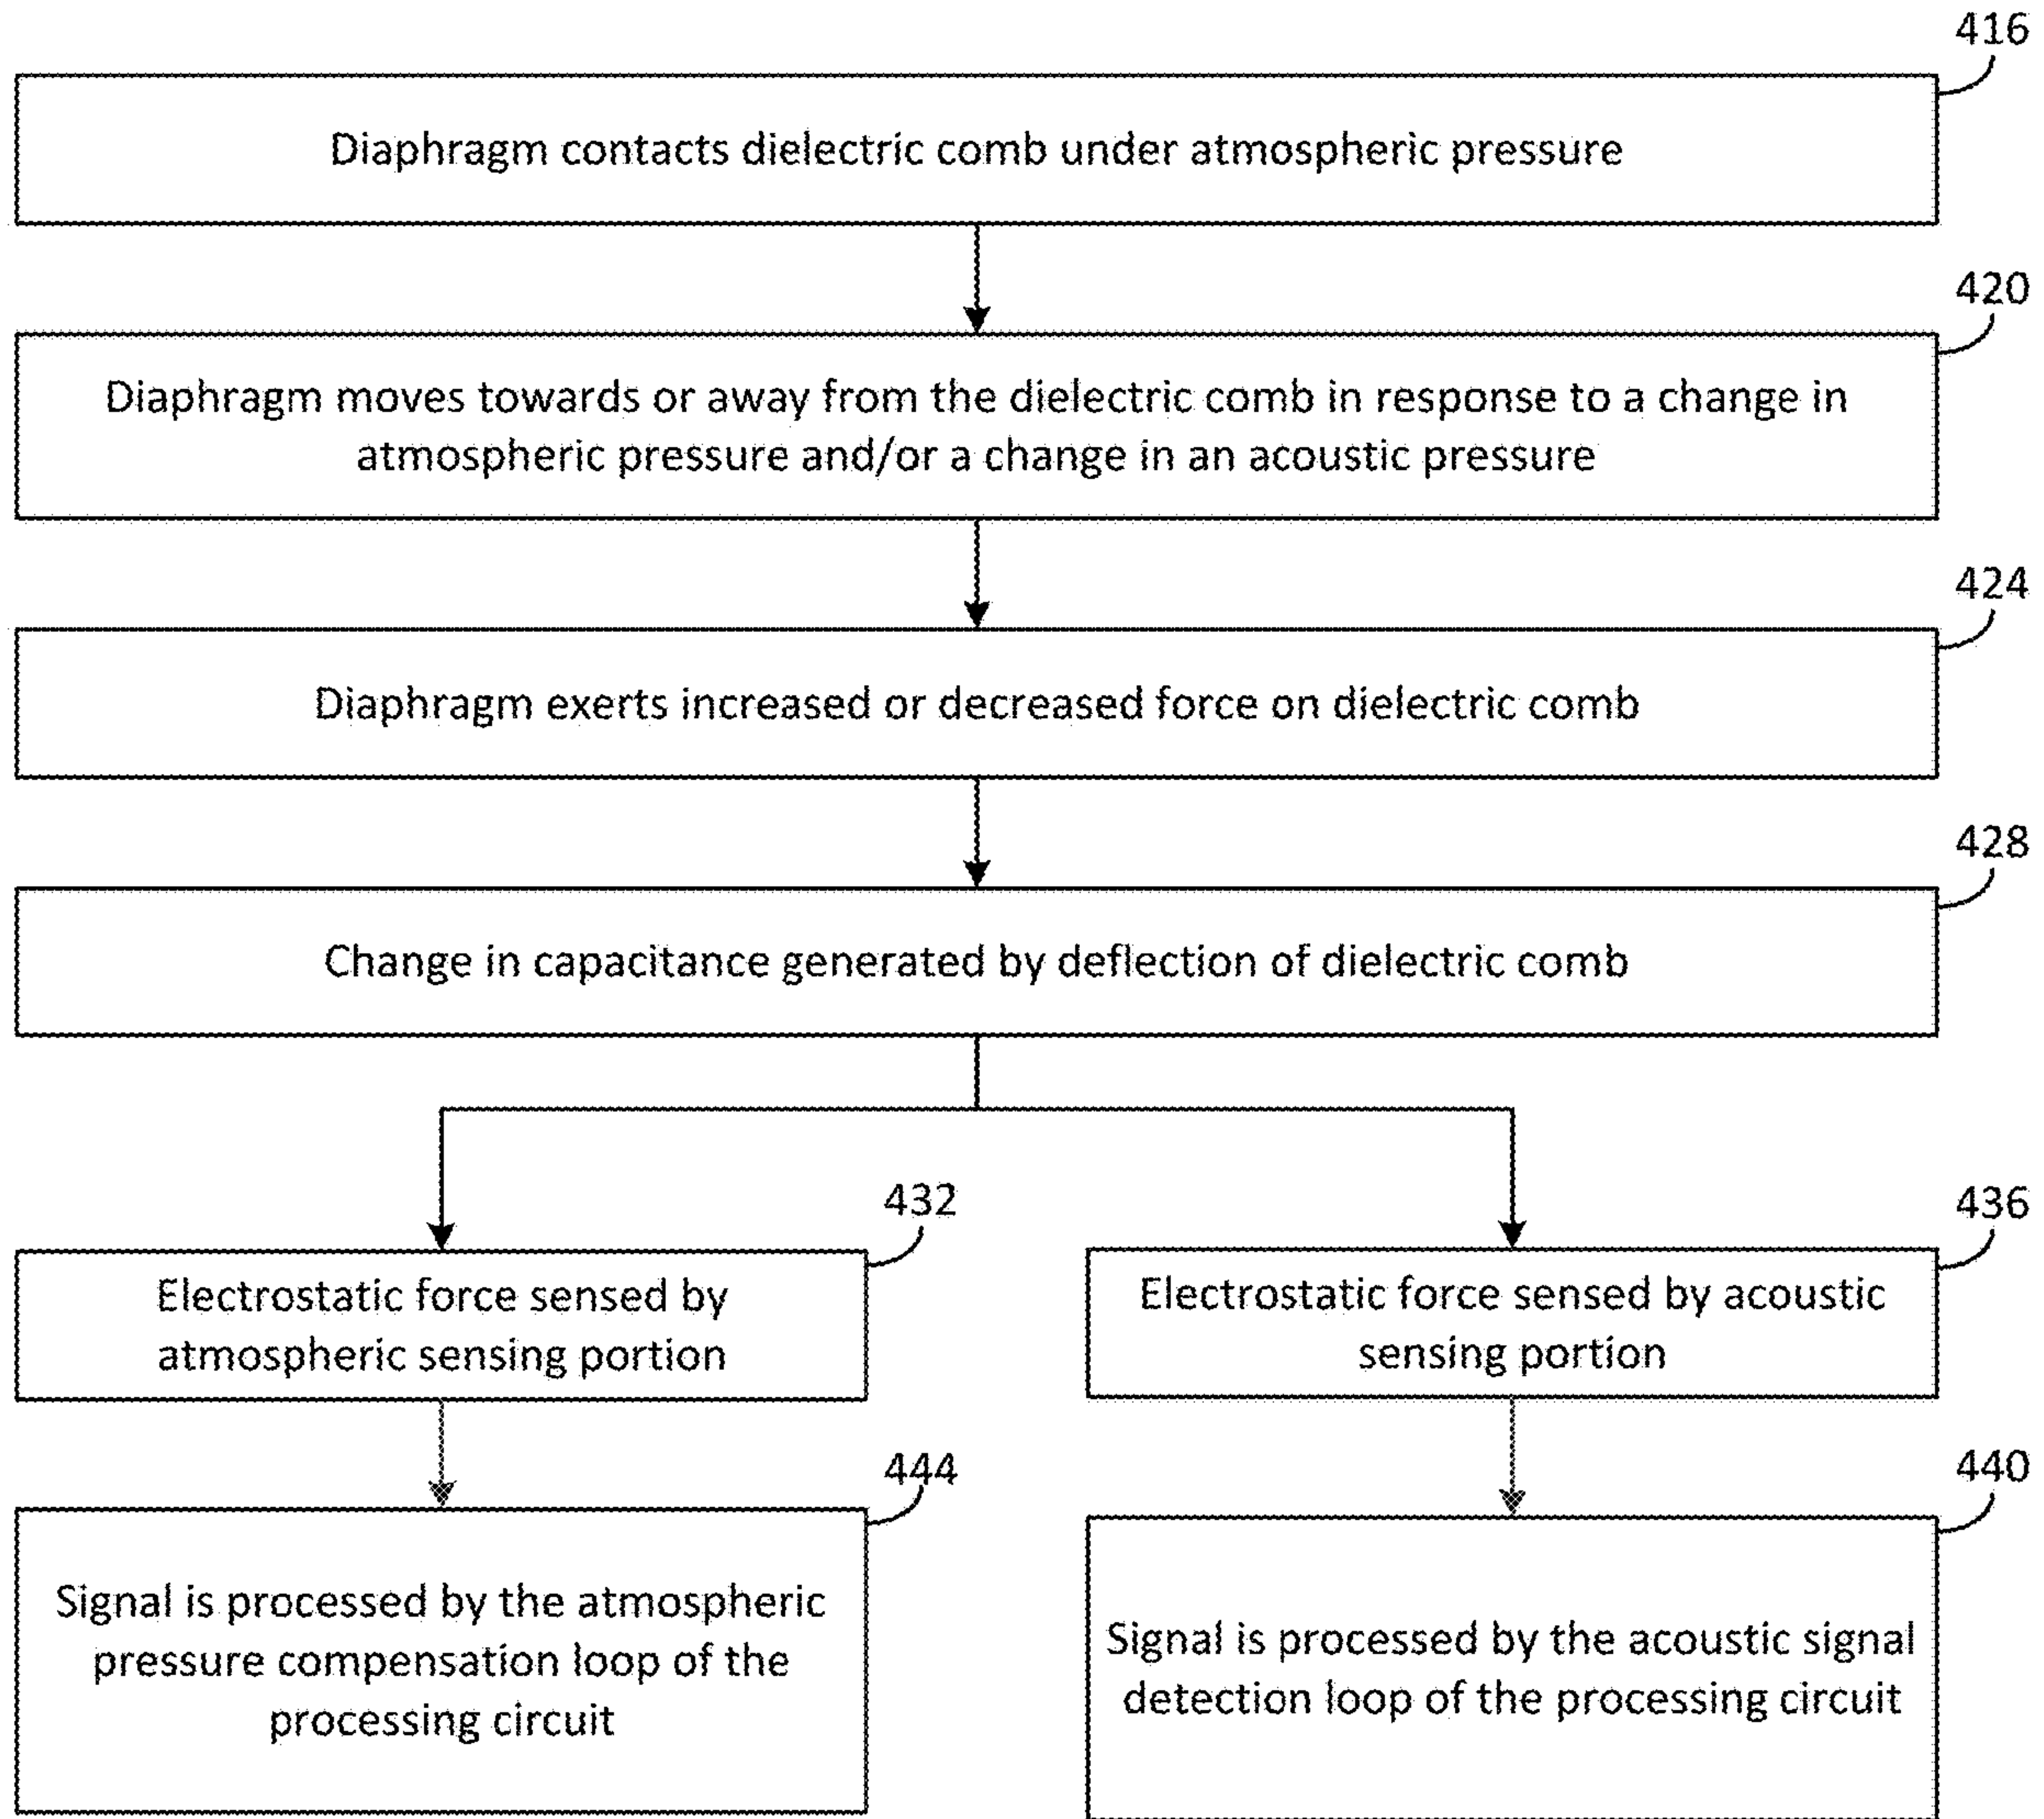 416
Diaphragm contacts dielectric comb under atmospheric pressure
420
Diaphragm moves towards or away from the dielectric comb in response to a change in
atmospheric pressure and/or a change in an acoustic pressure
424
Diaphragm exerts increased or decreased force on dielectric comb
428
Change in capacitance generated by deflection of dielectric comb
432
Electrostatic force sensed by
atmospheric sensing portion
436
Electrostatic force sensed by acoustic
sensing portion
444
Signal is processed by the atmospheric
pressure compensation loop of the
processing circuit
440
Signal is processed by the acoustic signal
detection loop of the processing circuit